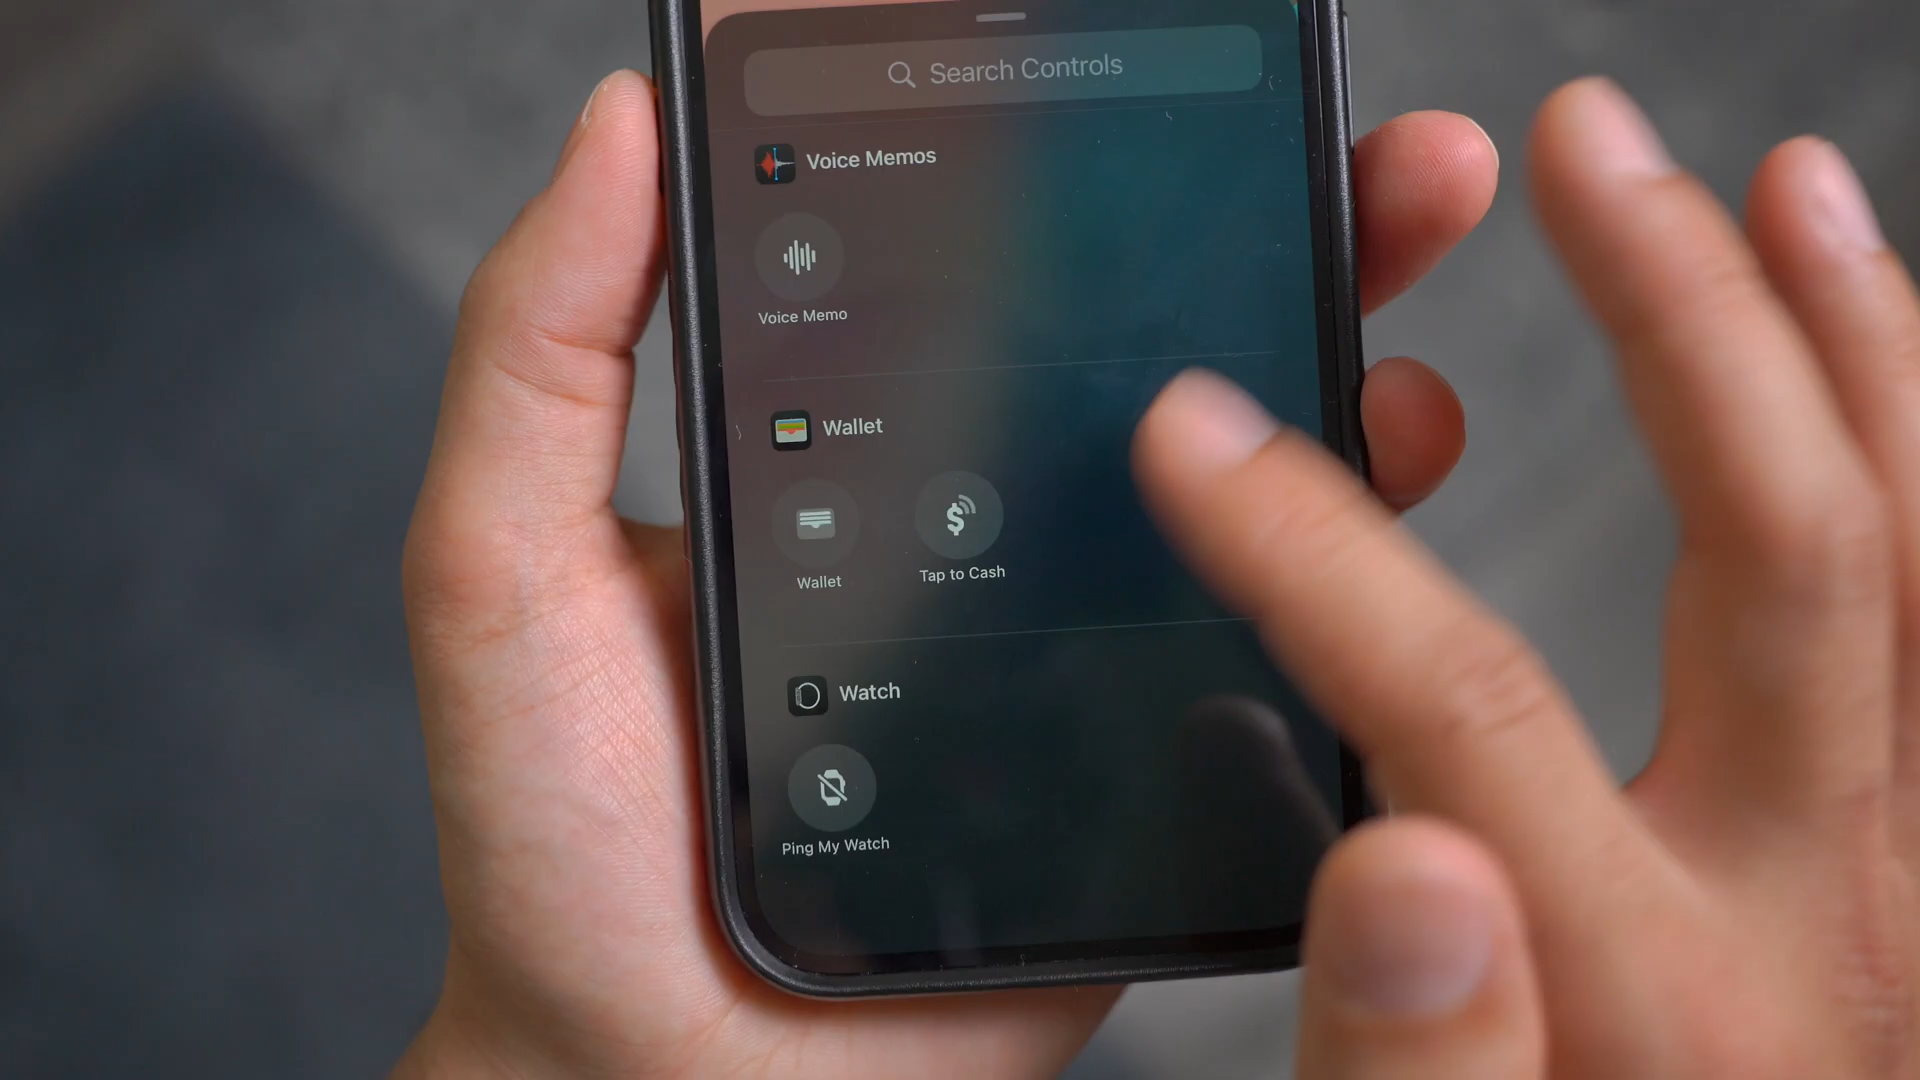 Search Controls
Voice Memos
Voice Memo
Wallet
Wallet
Tap to Cash
Watch
Ping My Watch